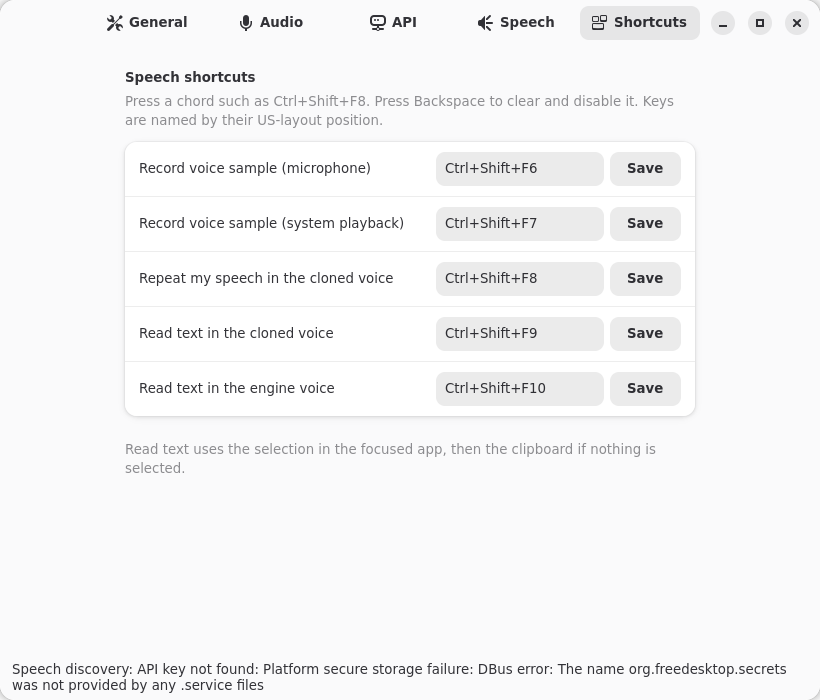 General Audio API Speech Shortcuts
Speech shortcuts
Press a chord such as Ctrl+Shift+F8. Press Backspace to clear and disable it. Keys
are named by their US-layout position.
Record voice sample (microphone) Ctrl+Shift+F6 Save
Record voice sample (system playback) Ctrl+Shift+F7 Save
Repeat my speech in the cloned voice Ctrl+Shift+F8 Save
Read text in the cloned voice Ctrl+Shift+F9 Save
Read text in the engine voice Ctrl+Shift+F10 Save
Read text uses the selection in the focused app, then the clipboard if nothing is
selected.
Speech discovery: API key not found: Platform secure storage failure: DBus error: The name org.freedesktop.secrets
was not provided by any .service files